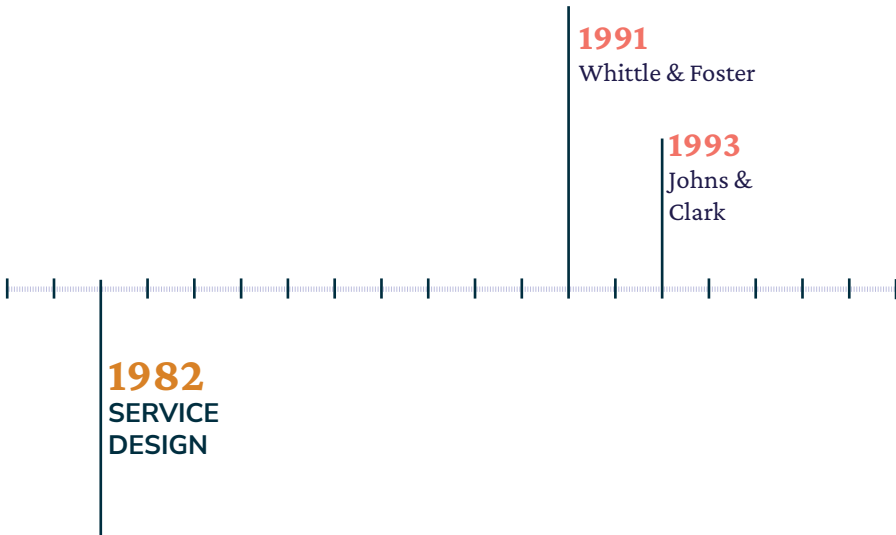 1991
Whittle & Foster
1993
Johns &
Clark
1982
SERVICE
DESIGN